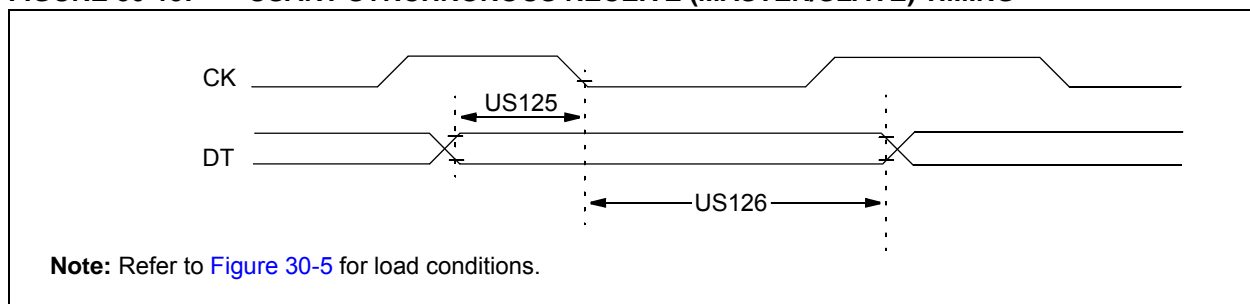 CK
US125
DT
US126
Note: Refer to Figure 30-5 for load conditions.